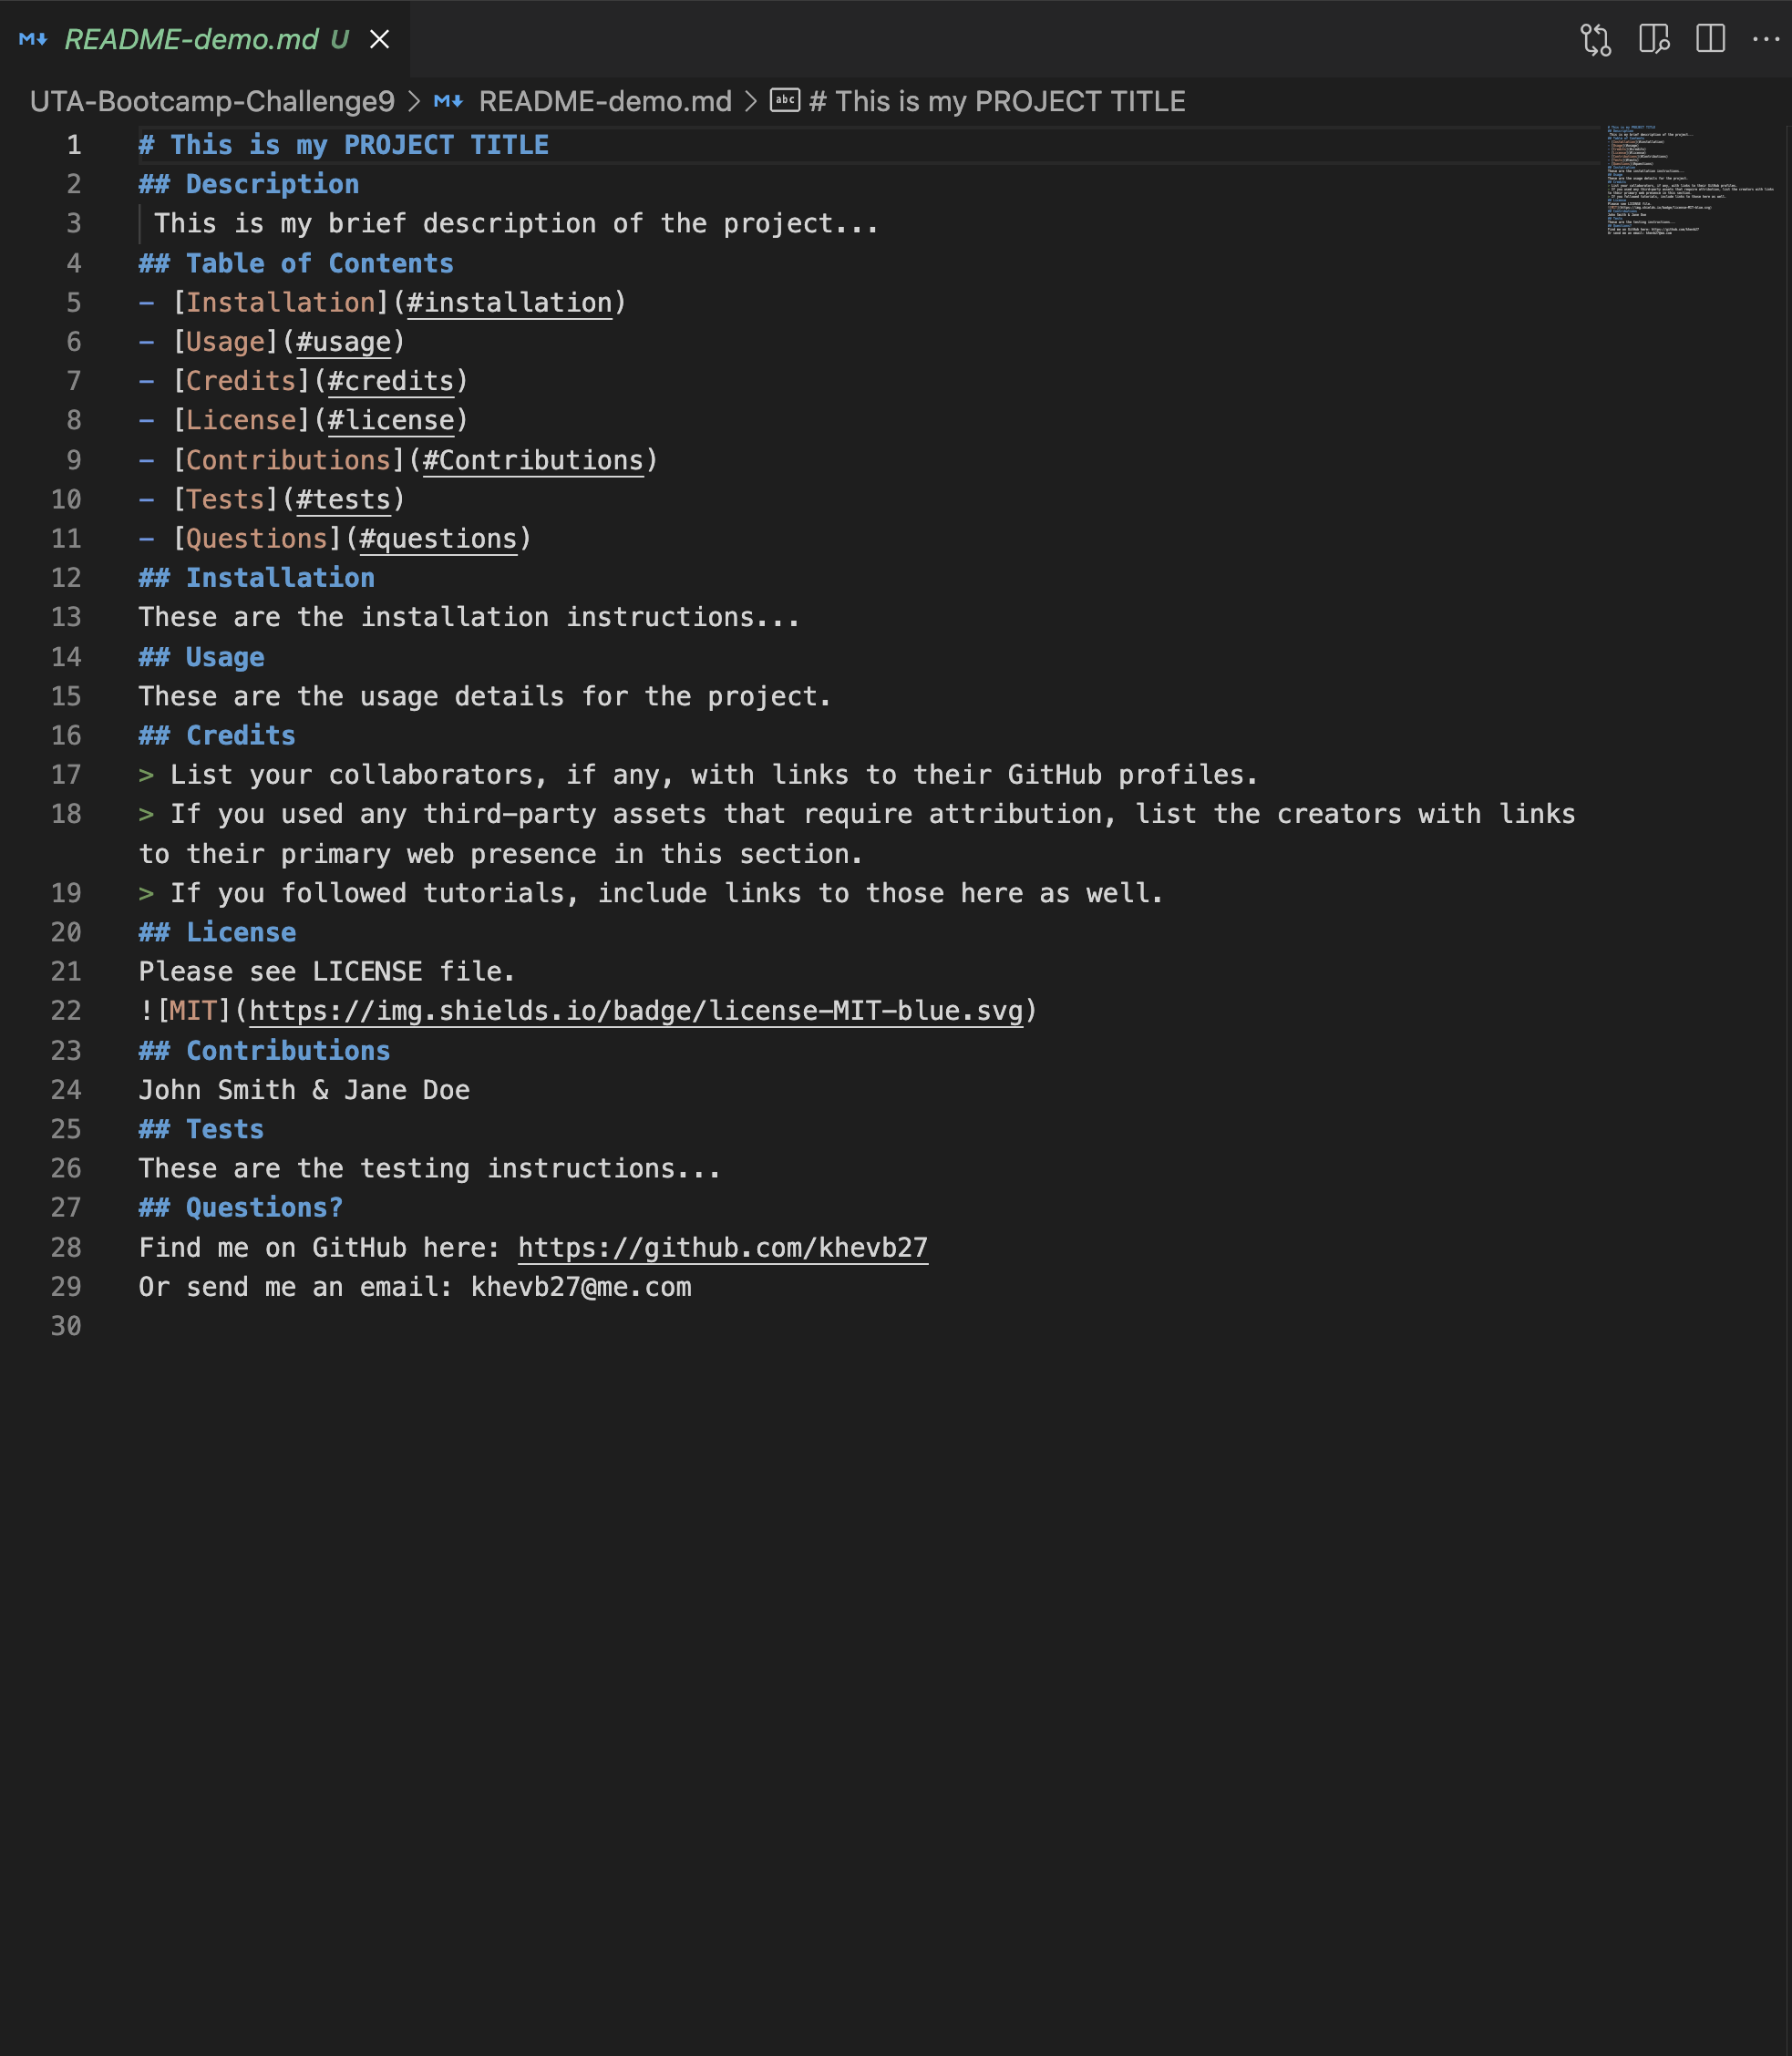 README-demo.md U
UTA-Bootcamp-Challenge9 > README-demo.md > # This is my PROJECT TITLE
1 # This is my PROJECT TITLE
2 ## Description
3  This is my brief description of the project...
4 ## Table of Contents
5 - [Installation](#installation)
6 - [Usage](#usage)
7 - [Credits](#credits)
8 - [License](#license)
9 - [Contributions](#Contributions)
10 - [Tests](#tests)
11 - [Questions](#questions)
12 ## Installation
13 These are the installation instructions...
14 ## Usage
15 These are the usage details for the project.
16 ## Credits
17 > List your collaborators, if any, with links to their GitHub profiles.
18 > If you used any third-party assets that require attribution, list the creators with links
to their primary web presence in this section.
19 > If you followed tutorials, include links to those here as well.
20 ## License
21 Please see LICENSE file.
22 ![MIT](https://img.shields.io/badge/license-MIT-blue.svg)
23 ## Contributions
24 John Smith & Jane Doe
25 ## Tests
26 These are the testing instructions...
27 ## Questions?
28 Find me on GitHub here: https://github.com/khevb27
29 Or send me an email: khevb27@me.com
30